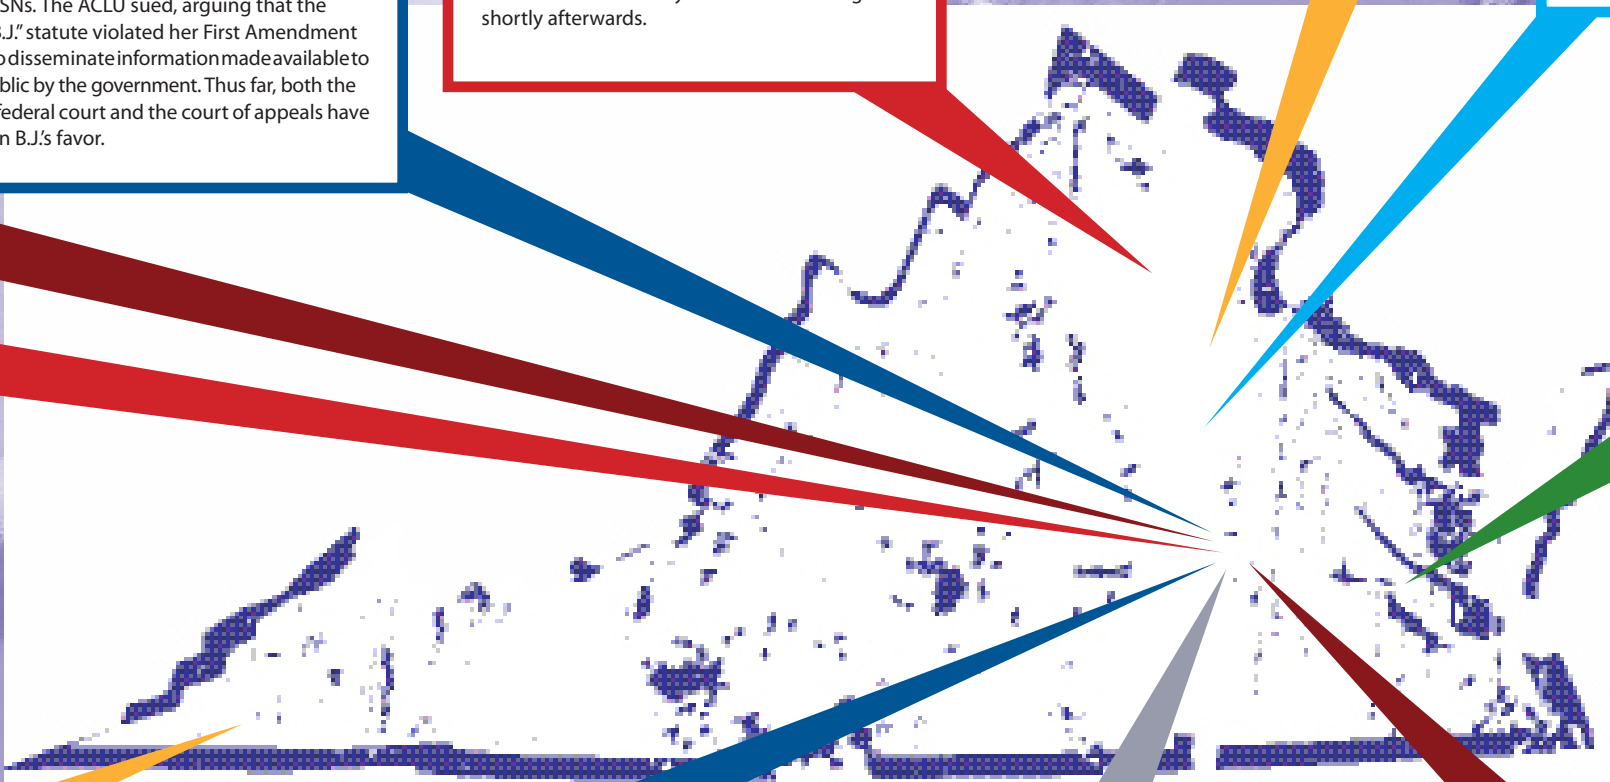 SNs. The ACLU sued, arguing that the
B.J.” statute violated her First Amendment
o disseminate information made available to
blic by the government. Thus far, both the
federal court and the court of appeals have
n B.J.’s favor.
shortly afterwards.